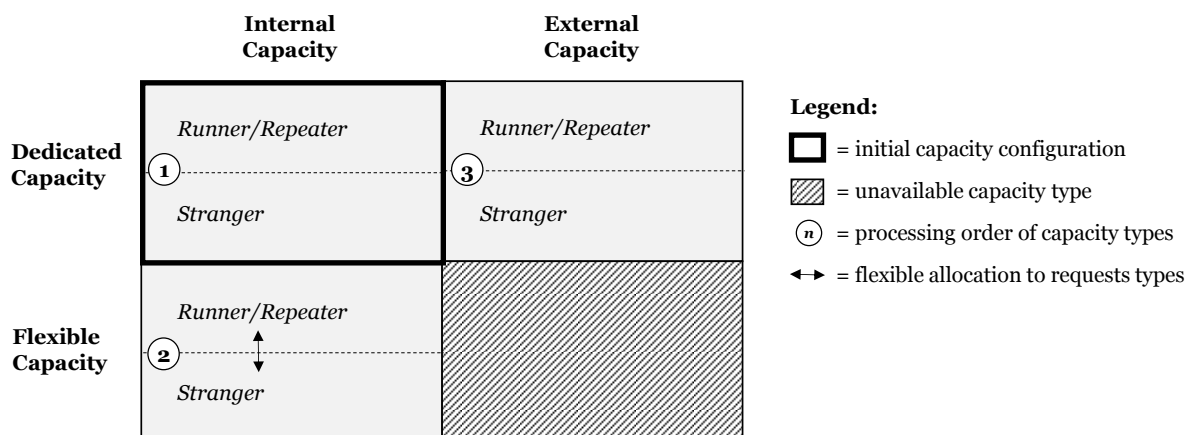 Internal
Capacity
External
Capacity
Dedicated
Capacity
Runner/Repeater
1
Stranger
Runner/Repeater
3
Stranger
Flexible
Capacity
Runner/Repeater
2
Stranger
Legend:
= initial capacity configuration
= unavailable capacity type
n = processing order of capacity types
= flexible allocation to requests types